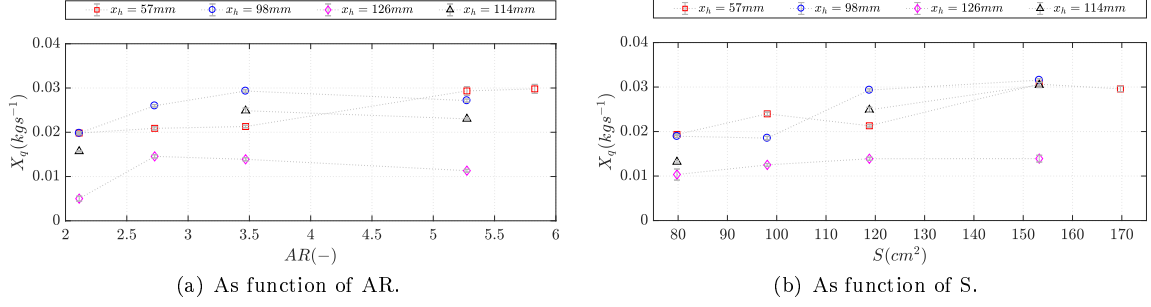 x_h = 57mm x_h = 98mm x_h = 126mm x_h = 114mm
0.04
0.03
0.02
0.01
0
X_q(kgs^{-1})
2 2.5 3 3.5 4 4.5 5 5.5 6
AR(−)
(a) As function of AR.
x_h = 57mm x_h = 98mm x_h = 126mm x_h = 114mm
0.04
0.03
0.02
0.01
0
X_q(kgs^{-1})
80 90 100 110 120 130 140 150 160 170
S(cm^2)
(b) As function of S.